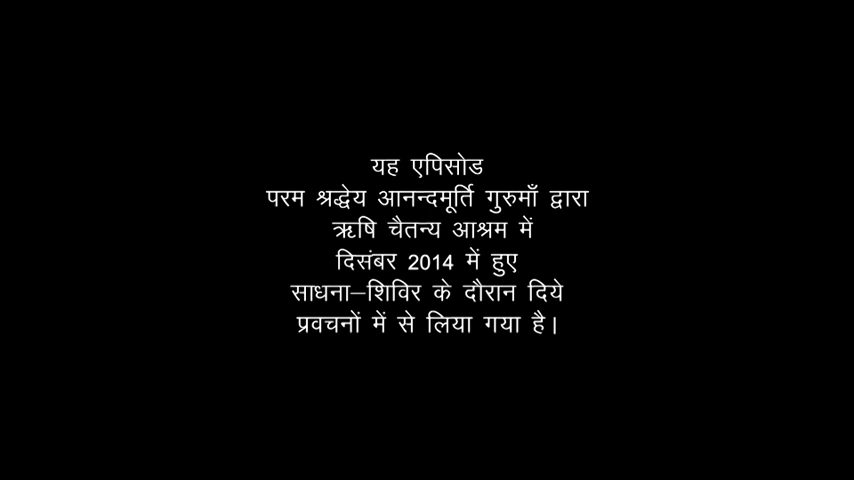 यह एपिसोड
परम श्रद्धेय आनन्दमूर्ति गुरुमाँ द्वारा
ऋषि चैतन्य आश्रम में
दिसंबर 2014 में हुए
साधना–शिविर के दौरान दिये
प्रवचनों में से लिया गया है।